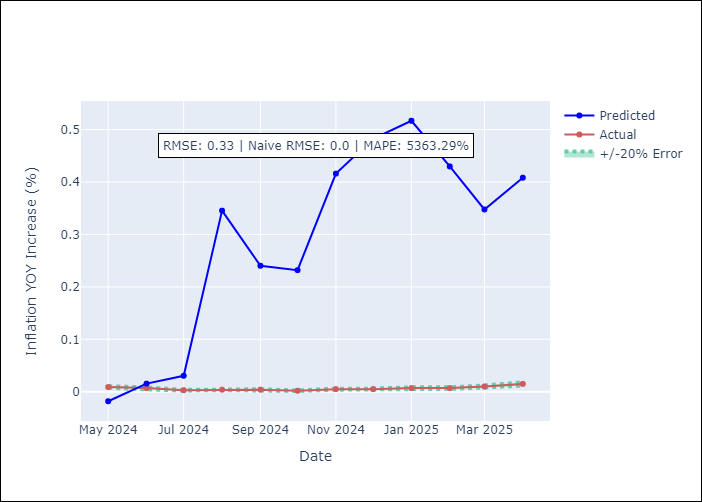 Predicted
Actual
+/-20% Error
RMSE: 0.33 | Naive RMSE: 0.0 | MAPE: 5363.29%
0.5
0.4
0.3
0.2
0.1
0
Inflation YOY Increase (%)
May 2024
Jul 2024
Sep 2024
Nov 2024
Jan 2025
Mar 2025
Date